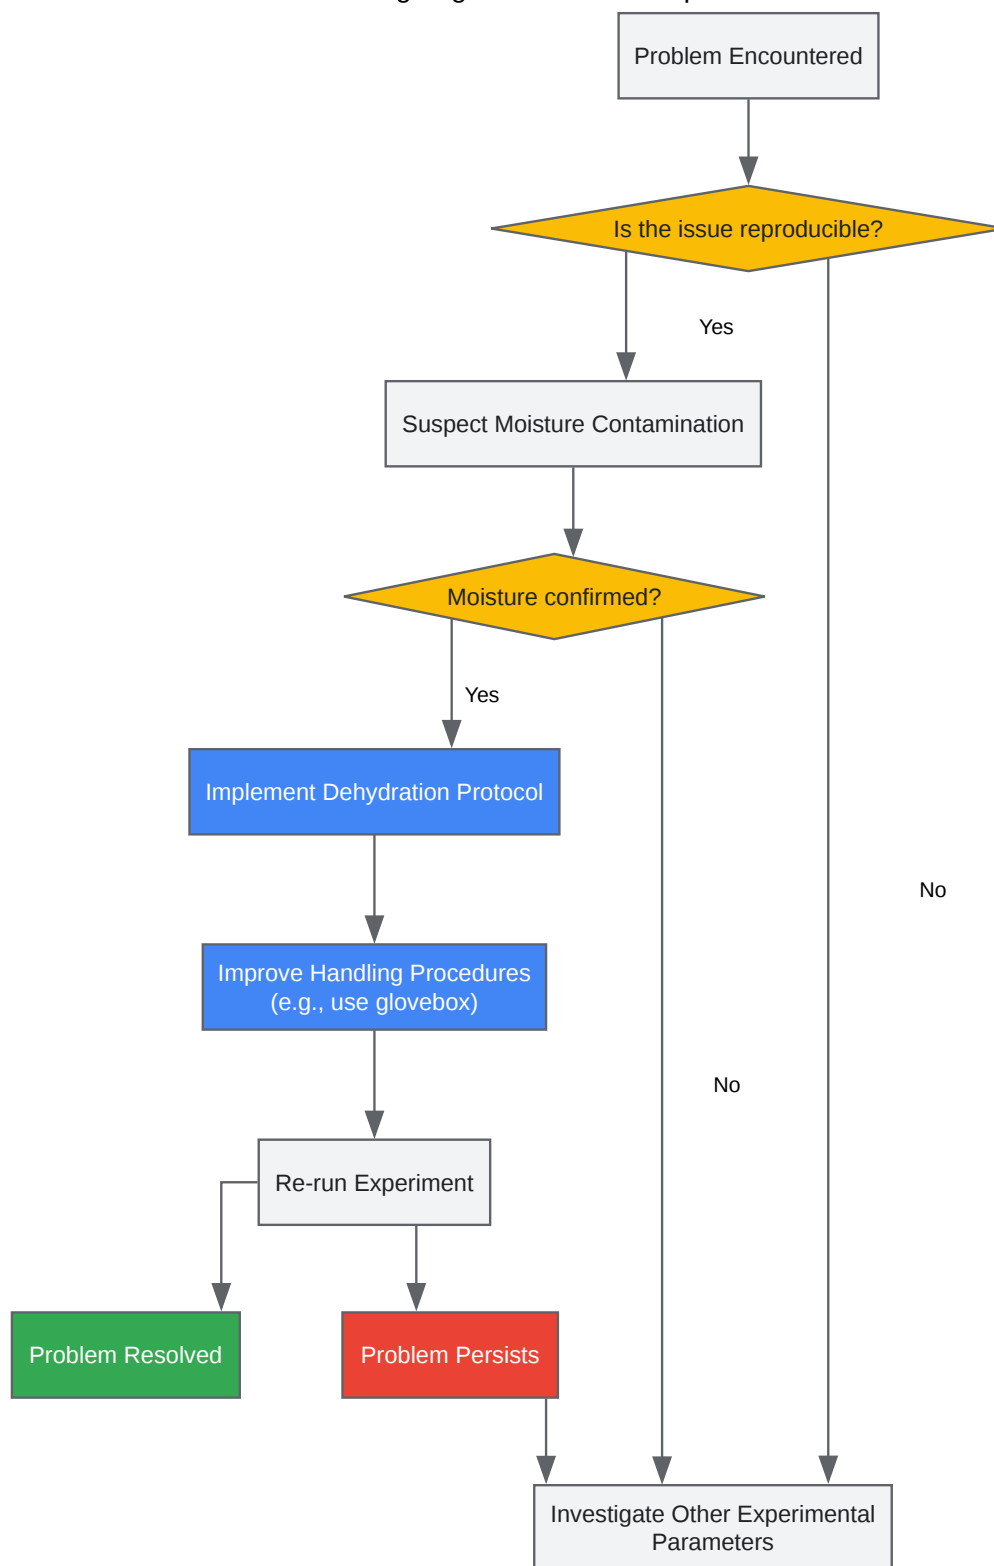 Problem Encountered
Is the issue reproducible?
Yes
Suspect Moisture Contamination
Moisture confirmed?
Yes
Implement Dehydration Protocol
No
Improve Handling Procedures
(e.g., use glovebox)
No
Re-run Experiment
Problem Resolved
Problem Persists
Investigate Other Experimental
Parameters